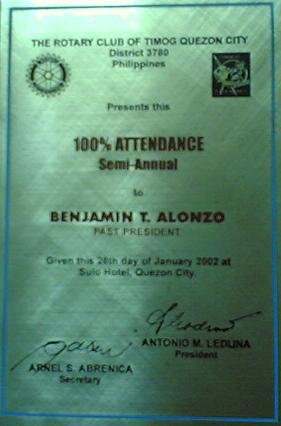 THE ROTARY CLUB OF TIMOG QUEZON CITY
District 3780
Philippines
Presents this
100% ATTENDANCE
Semi-Annual
to
BENJAMIN T. ALONZO
PAST PRESIDENT
Given this 28th day of January 2002 at
Sulo Hotel, Quezon City.
ANTONIO M. LEDUNA
President
ARNEL S. ABRENICA
Secretary